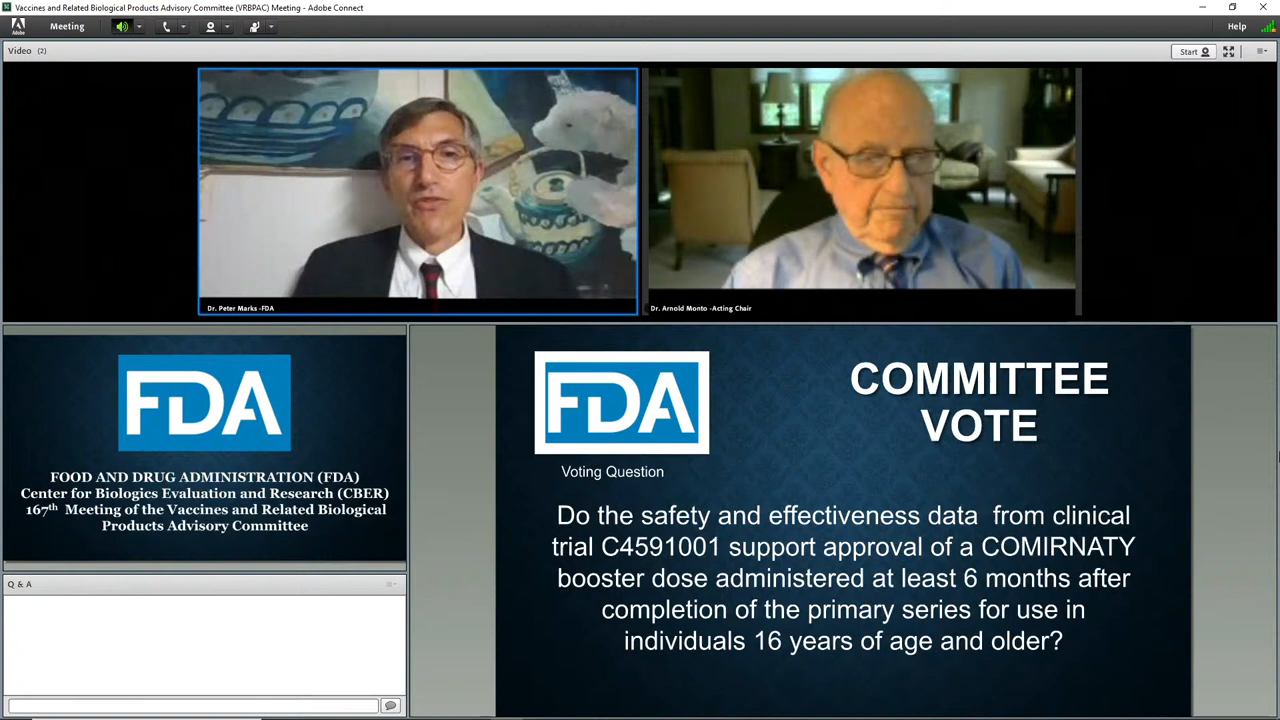 Vaccines and Related Biological Products Advisory Committee (VRBPAC) Meeting - Adobe Connect
Meeting
Help
Adobe
Video (2)
Start
Dr. Peter Marks -FDA
Dr. Arnold Monto -Acting Chair
FDA
FOOD AND DRUG ADMINISTRATION (FDA)
Center for Biologics Evaluation and Research (CBER)
167th Meeting of the Vaccines and Related Biological
Products Advisory Committee
Q & A
FDA
COMMITTEE
VOTE
Voting Question
Do the safety and effectiveness data from clinical
trial C4591001 support approval of a COMIRNATY
booster dose administered at least 6 months after
completion of the primary series for use in
individuals 16 years of age and older?